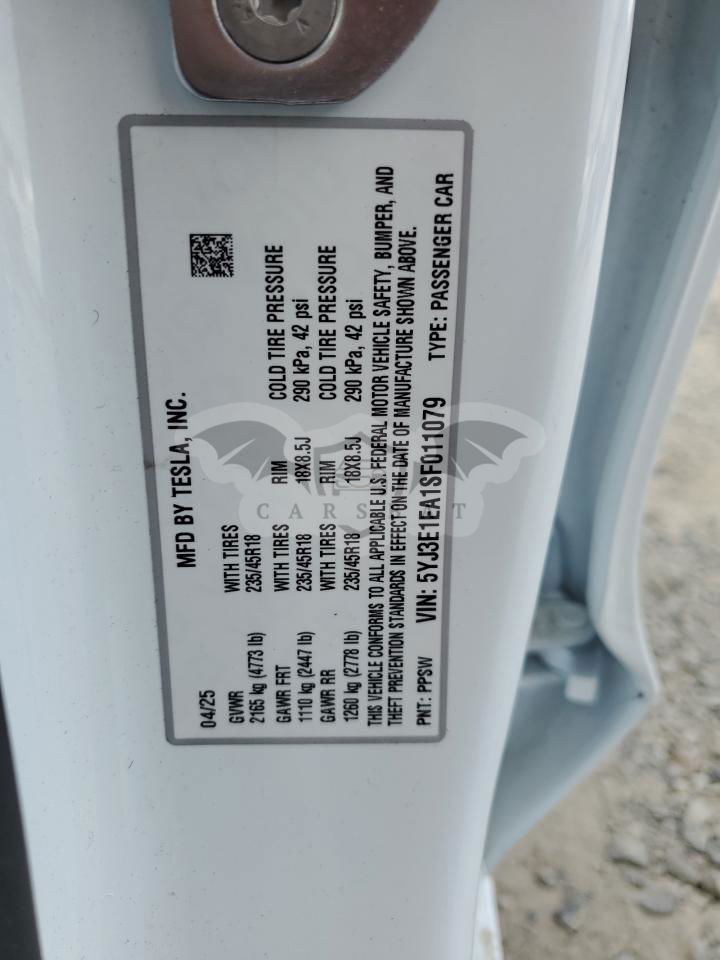 MFD BY TESLA, INC.
04/25
GVWR WITH TIRES
2165 kg (4773 lb) 235/45R18
GAWR FRT WITH TIRES RIM COLD TIRE PRESSURE
1110 kg (2447 lb) 235/45R18 18X8.5J 290 kPa, 42 psi
GAWR RR WITH TIRES RIM COLD TIRE PRESSURE
1260 kg (2778 lb) 235/45R18 18X8.5J 290 kPa, 42 psi
THIS VEHICLE CONFORMS TO ALL APPLICABLE U.S. FEDERAL MOTOR VEHICLE SAFETY, BUMPER, AND
THEFT PREVENTION STANDARDS IN EFFECT ON THE DATE OF MANUFACTURE SHOWN ABOVE.
PNT: PPSW VIN: 5YJ3E1EA1SF011079 TYPE: PASSENGER CAR